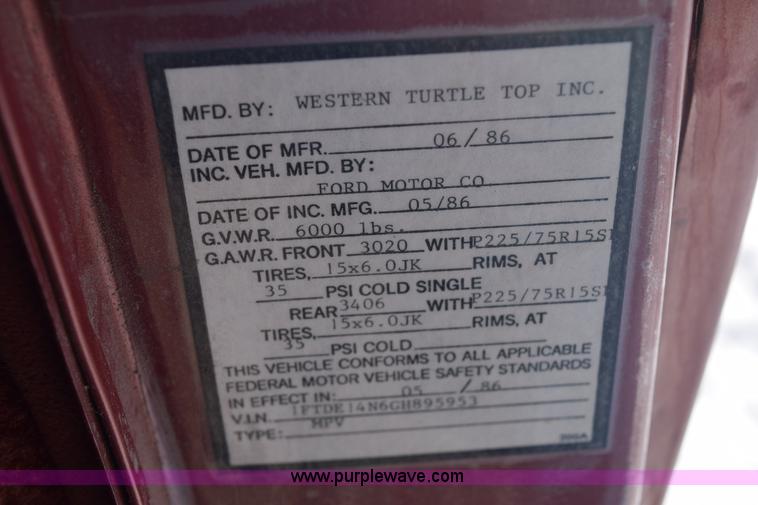 MFD. BY: WESTERN TURTLE TOP INC.
DATE OF MFR. 06/86
INC. VEH. MFD. BY:
FORD MOTOR CO
DATE OF INC. MFG. 05/86
G.V.W.R. 6000 lbs.
G.A.W.R. FRONT 3020 WITH P225/75R15S
TIRES, 15x6.0JK RIMS, AT
35 PSI COLD SINGLE
REAR 3406 WITH P225/75R15S
TIRES, 15x6.0JK RIMS, AT
35 PSI COLD
THIS VEHICLE CONFORMS TO ALL APPLICABLE
FEDERAL MOTOR VEHICLE SAFETY STANDARDS
IN EFFECT IN: 05 / 86
V.I.N. 1FTDE14N6GH895953
TYPE: MPV
www.purplewave.com